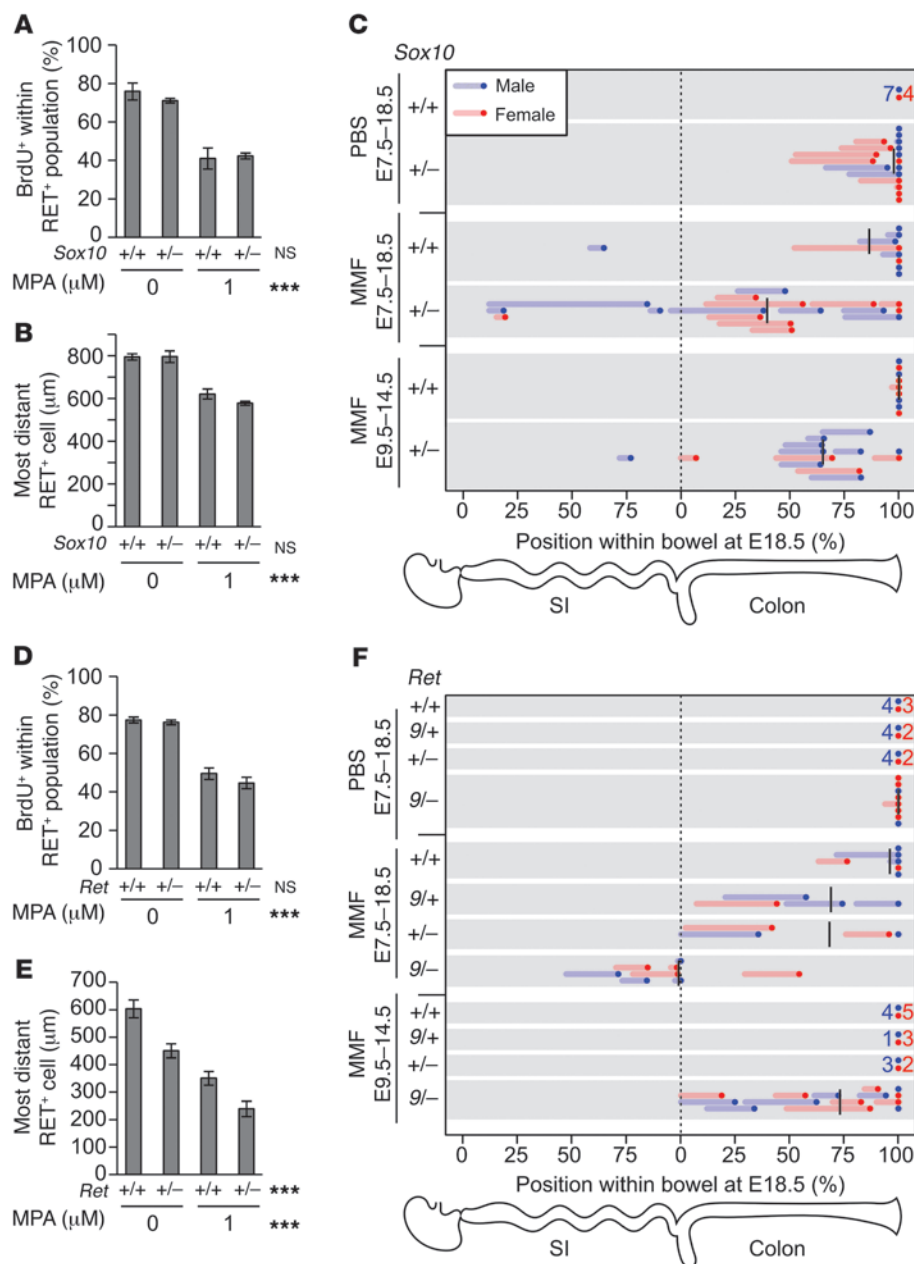 A
100
80
60
40
20
0
BrdU⁺ within
RET⁺ population (%)
Sox10 +/+ +/− +/+ +/− NS
MPA (μM) 0 1 ***
B
800
600
400
200
0
Most distant
RET⁺ cell (μm)
Sox10 +/+ +/− +/+ +/− NS
MPA (μM) 0 1 ***
C
Sox10
Male
Female
PBS
E7.5–18.5
+/+
7 4
+/−
MMF
E7.5–18.5
+/+
+/−
MMF
E9.5–14.5
+/+
+/−
0 25 50 75 0 25 50 75 100
Position within bowel at E18.5 (%)
SI Colon
D
100
80
60
40
20
0
BrdU⁺ within
RET⁺ population (%)
Ret +/+ +/− +/+ +/− NS
MPA (μM) 0 1 ***
E
700
600
500
400
300
200
100
0
Most distant
RET⁺ cell (μm)
Ret +/+ +/− +/+ +/− ***
MPA (μM) 0 1 ***
F
Ret
PBS
E7.5–18.5
+/+ 4 3
9/+ 4 2
+/− 4 2
9/−
MMF
E7.5–18.5
+/+
9/+
+/−
9/−
MMF
E9.5–14.5
+/+ 4 5
9/+ 1 3
+/− 3 2
9/−
0 25 50 75 0 25 50 75 100
Position within bowel at E18.5 (%)
SI Colon